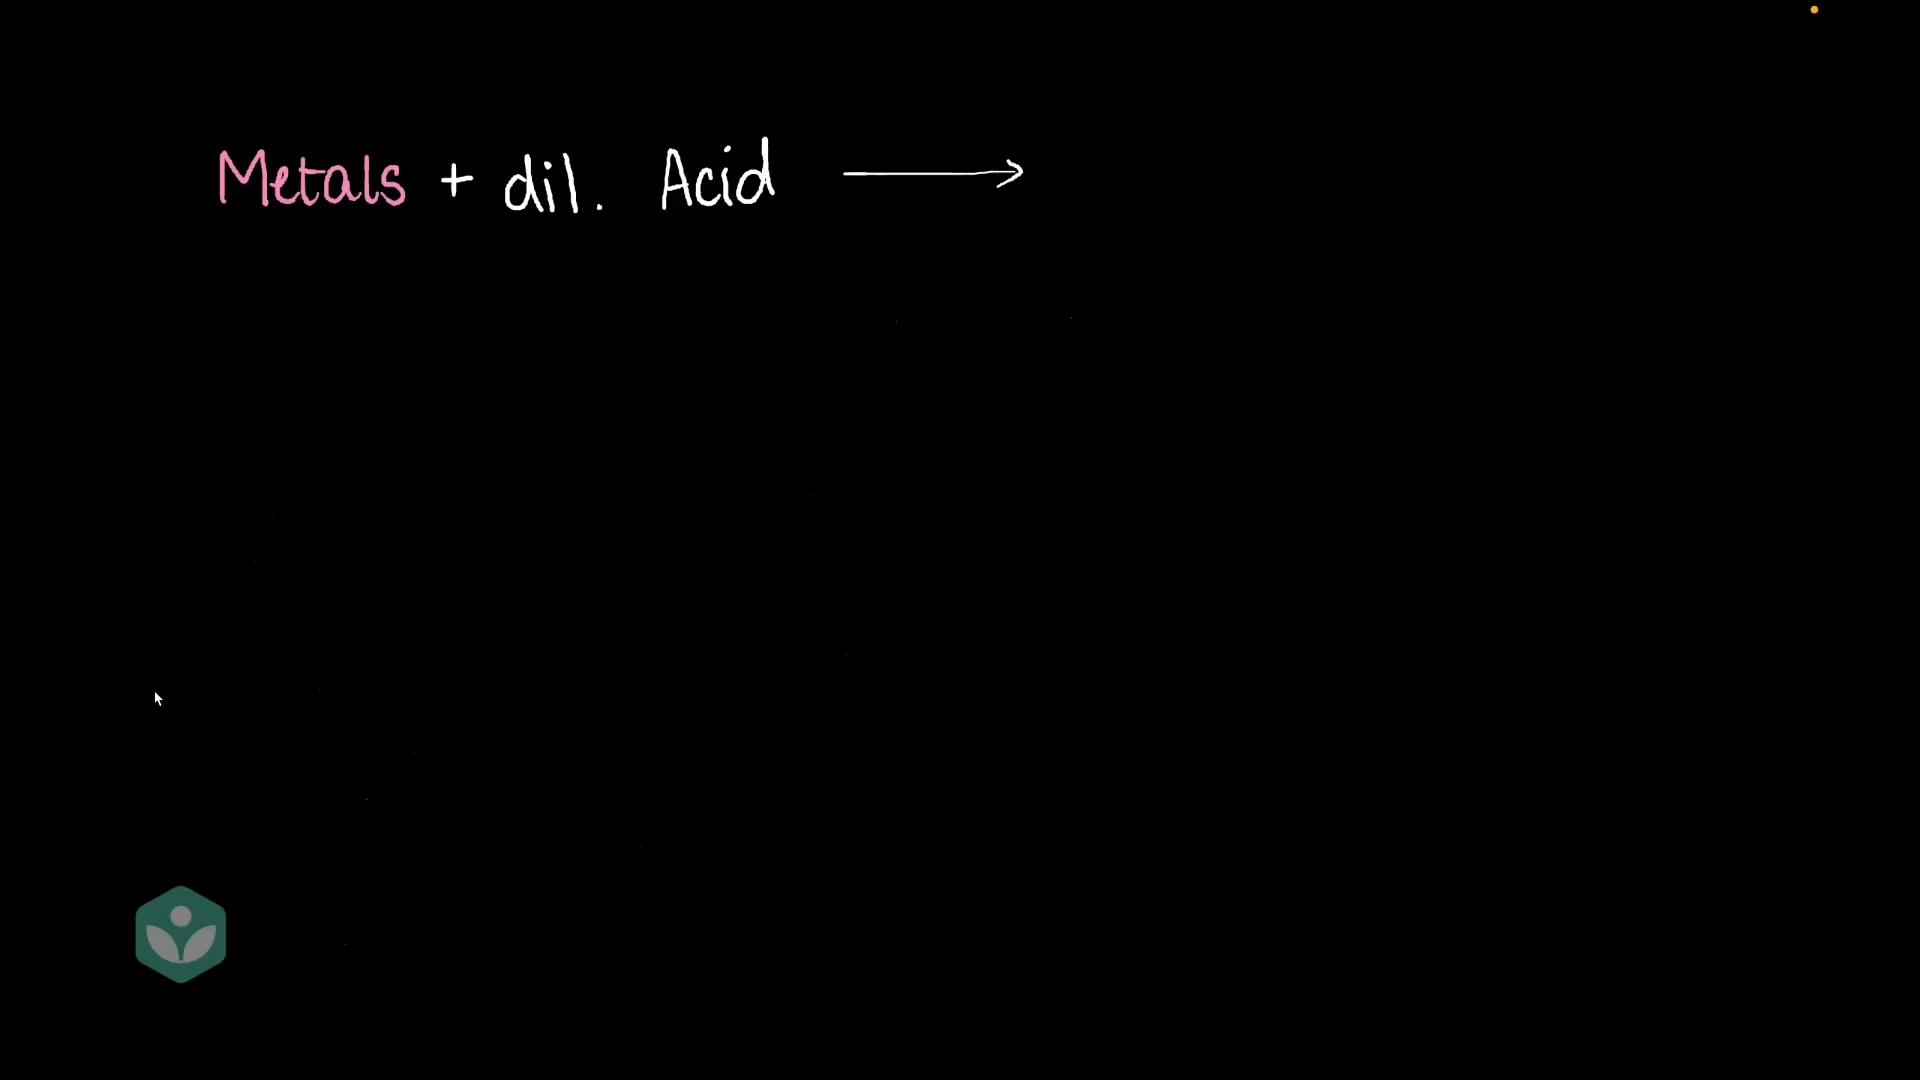 Metals + dil. Acid ⟶